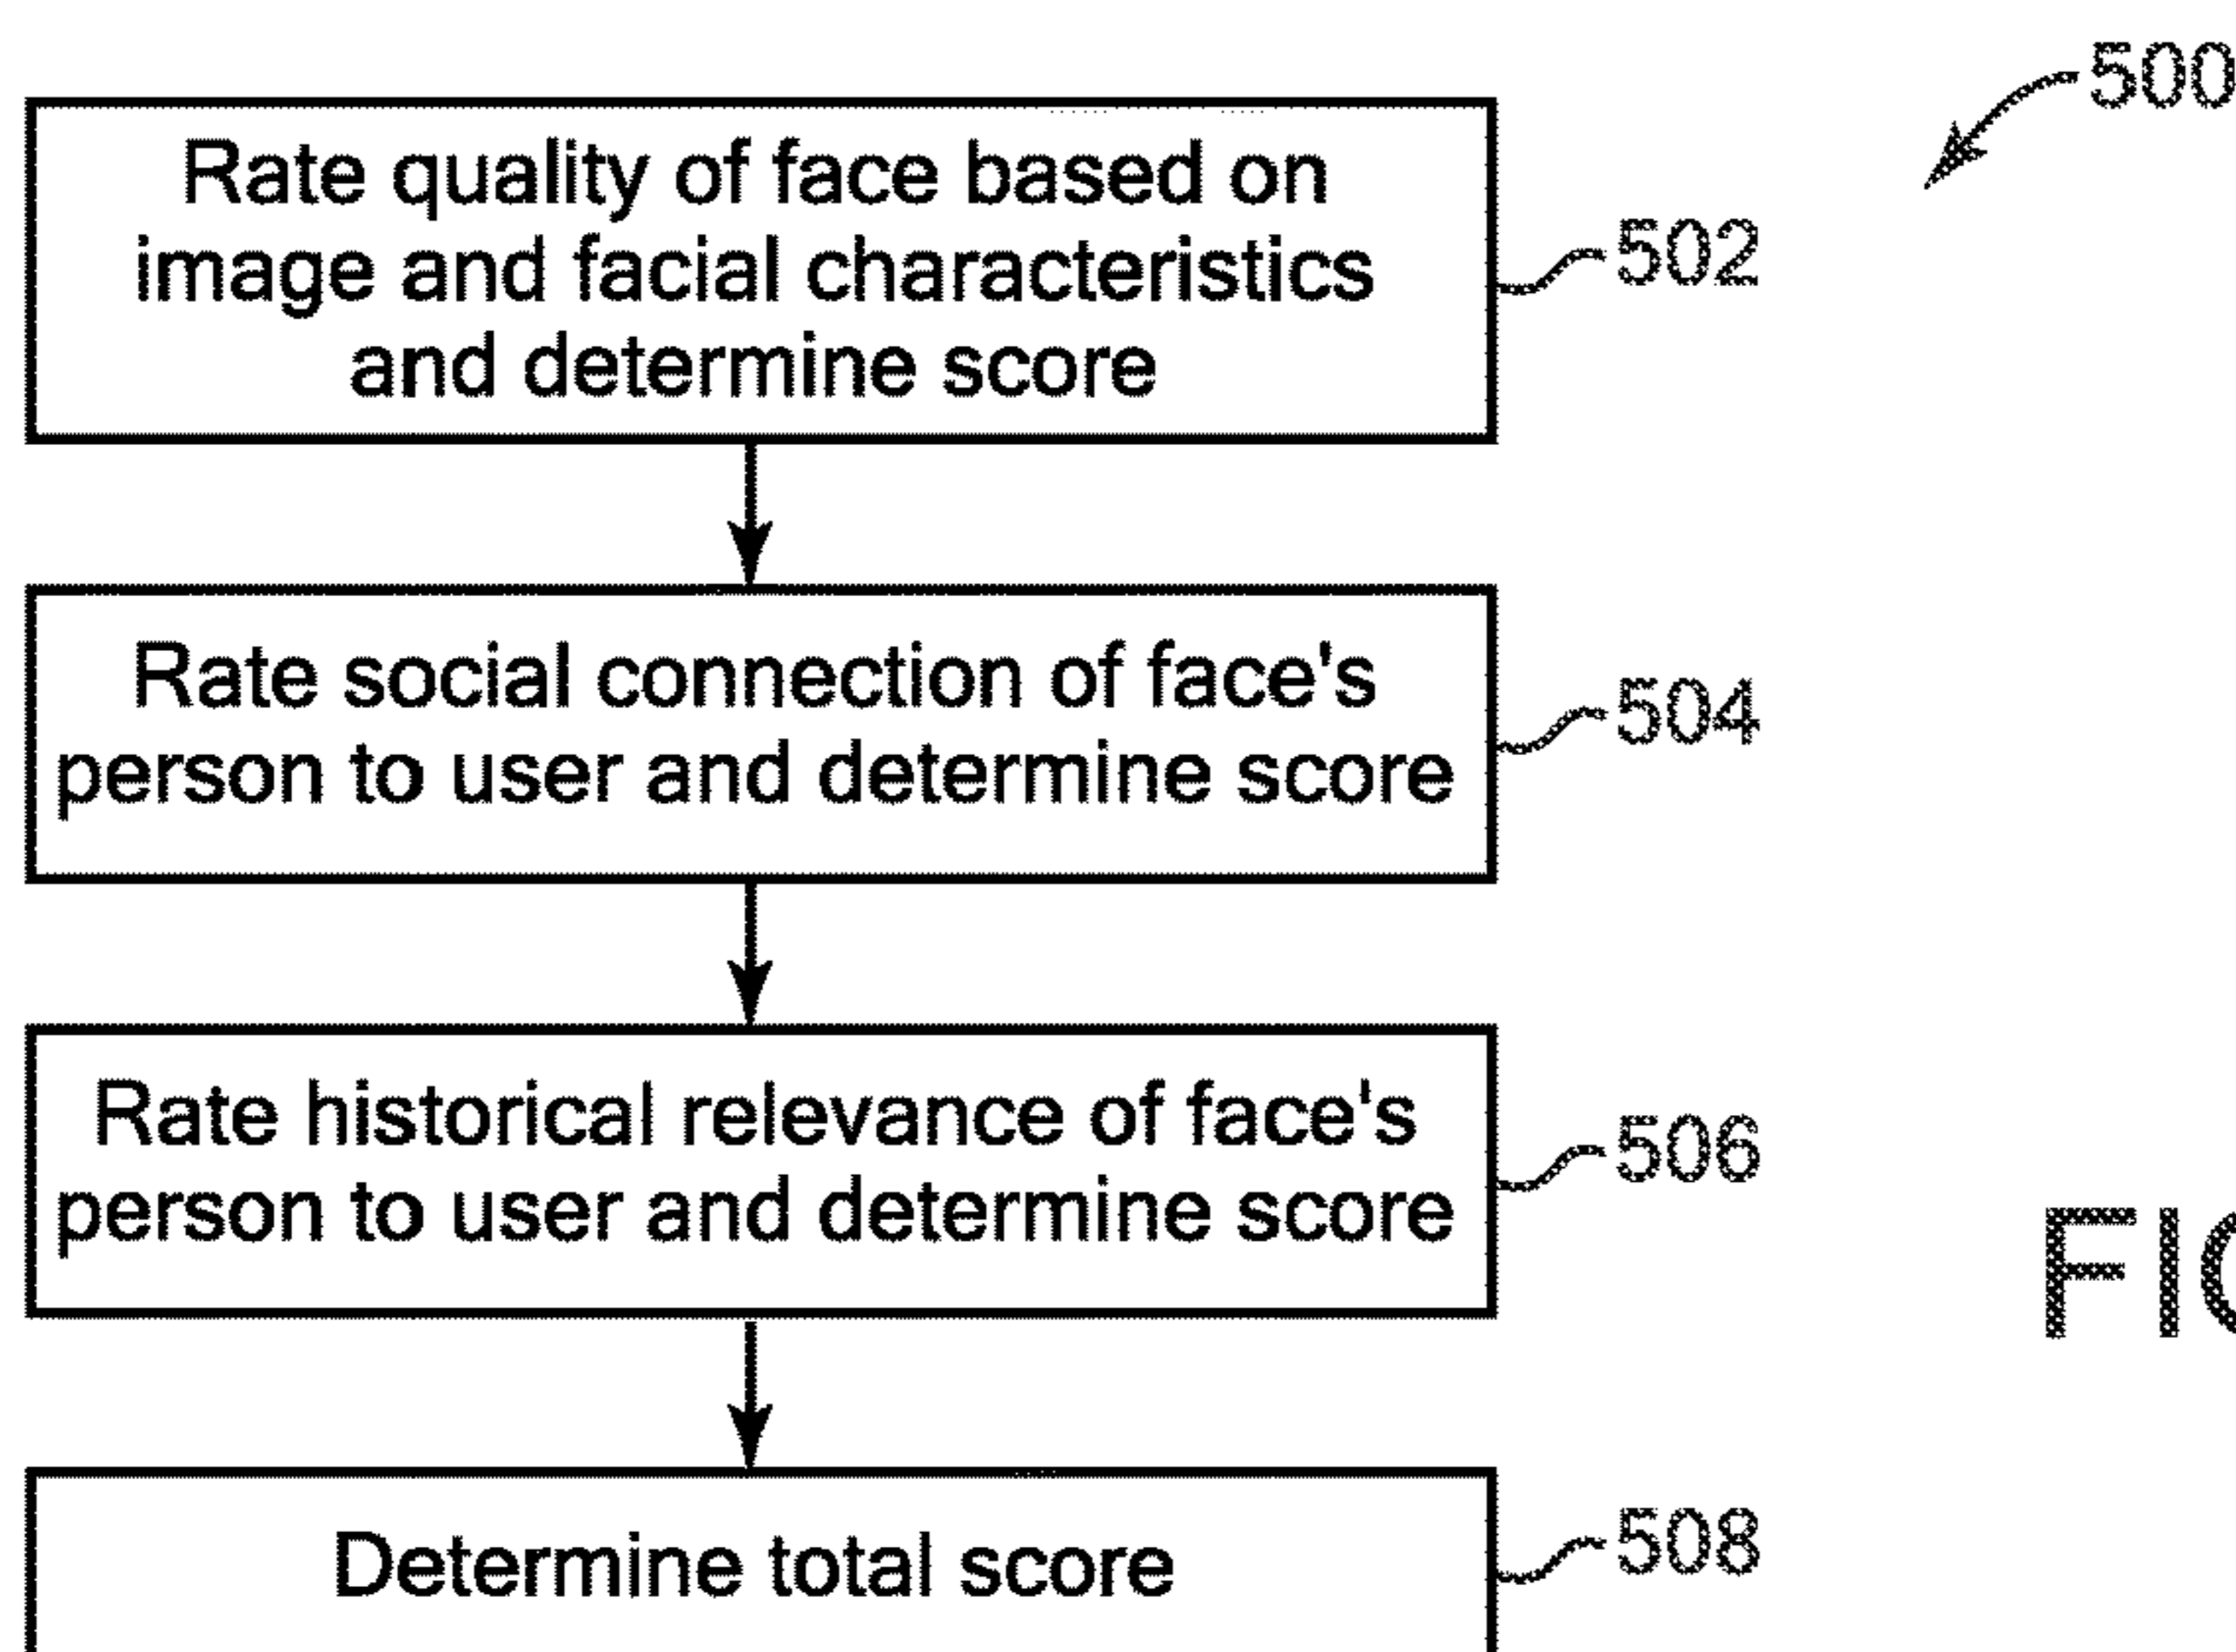 500
Rate quality of face based on
image and facial characteristics
and determine score
502
Rate social connection of face's
person to user and determine score
504
Rate historical relevance of face's
person to user and determine score
506
Determine total score
508